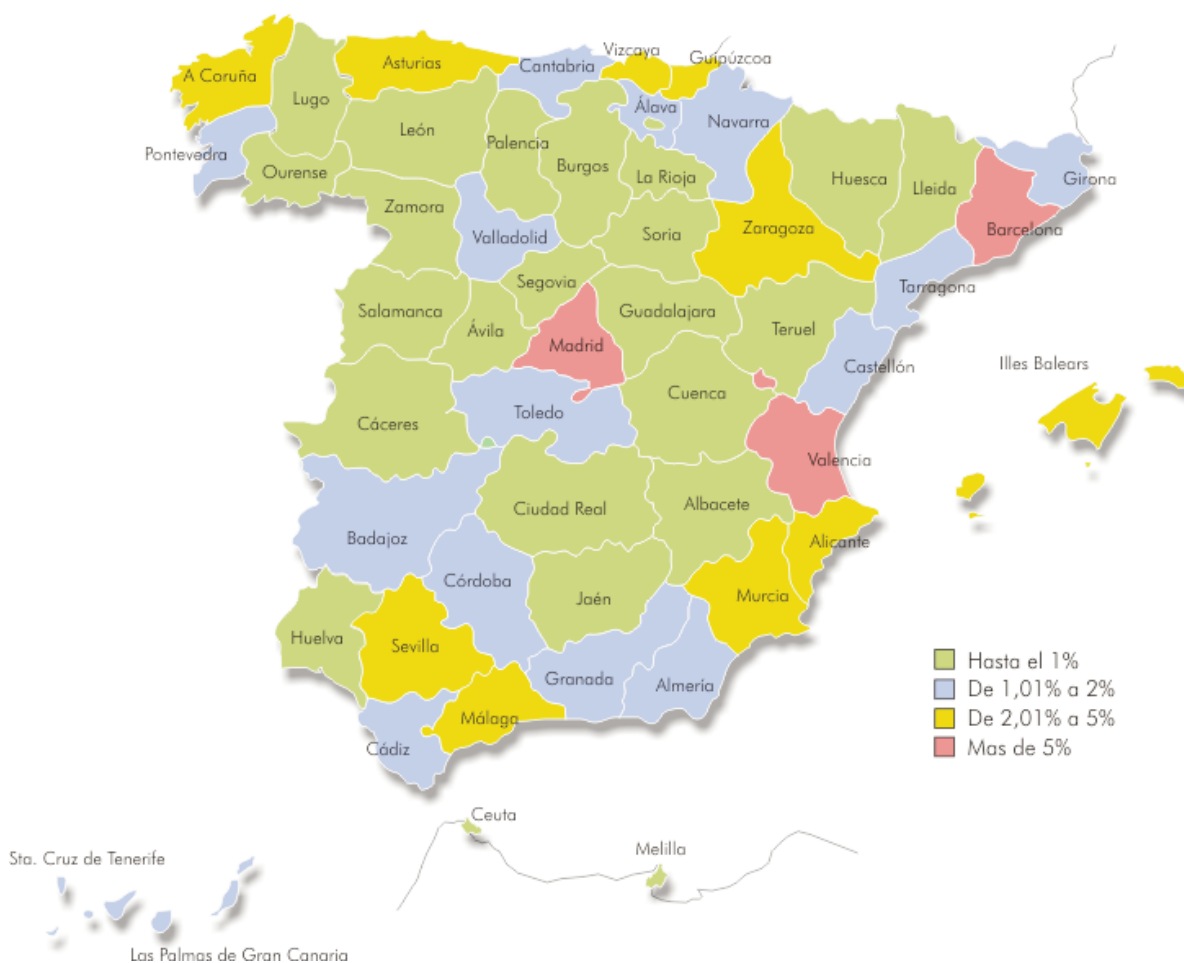 Vizcaya
Guipúzcoa
Asturias
Cantabria
A Coruña
Lugo
Álava
Navarra
León
Palencia
Burgos
Pontevedra
Ourense
La Rioja
Huesca
Lleida
Girona
Zamora
Valladolid
Soria
Zaragoza
Barcelona
Segovia
Tarragona
Salamanca
Ávila
Guadalajara
Teruel
Madrid
Castellón
Illes Balears
Cuenca
Toledo
Cáceres
Valencia
Ciudad Real
Albacete
Badajoz
Alicante
Córdoba
Jaén
Murcia
Huelva
Sevilla
Granada
Almería
Málaga
Cádiz
Hasta el 1%
De 1,01% a 2%
De 2,01% a 5%
Mas de 5%
Ceuta
Melilla
Sta. Cruz de Tenerife
Las Palmas de Gran Canaria